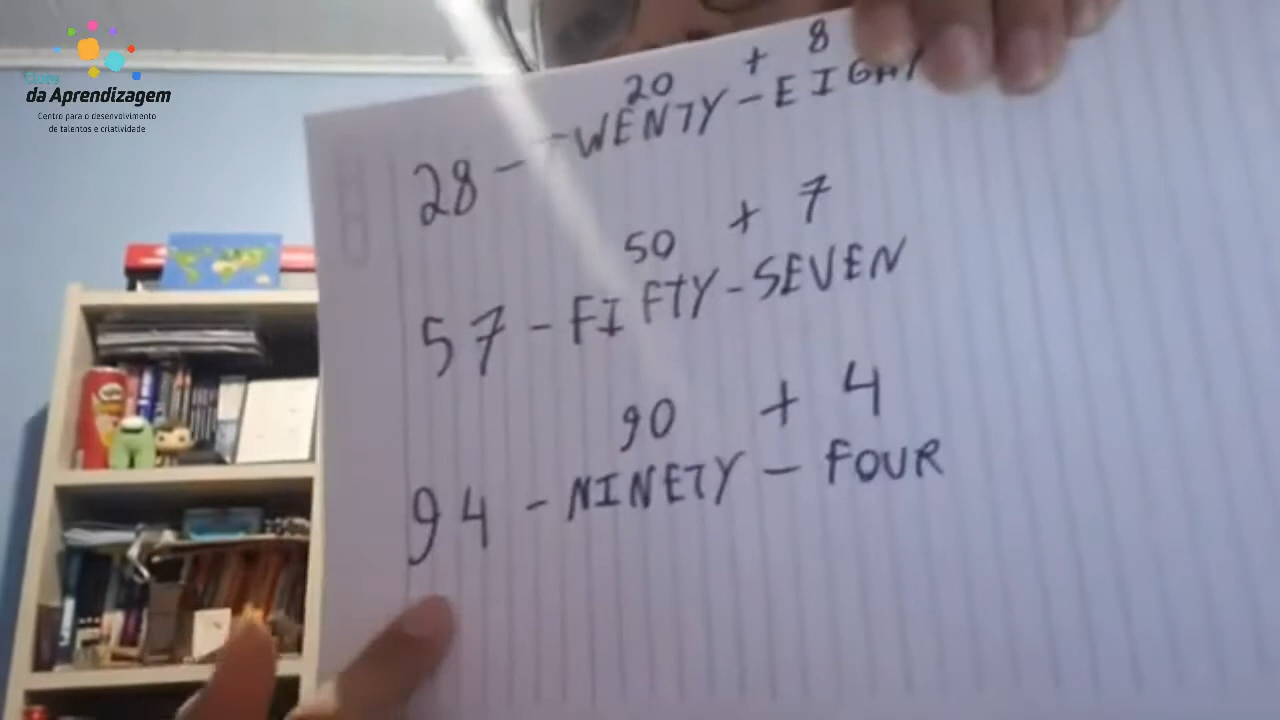 da Aprendizagem
Centro para o desenvolvimento
de talentos e criatividade
20 + 8
28 - TWENTY - EIGHT
50 + 7
57 - FIFTY - SEVEN
90 + 4
94 - NINETY - FOUR